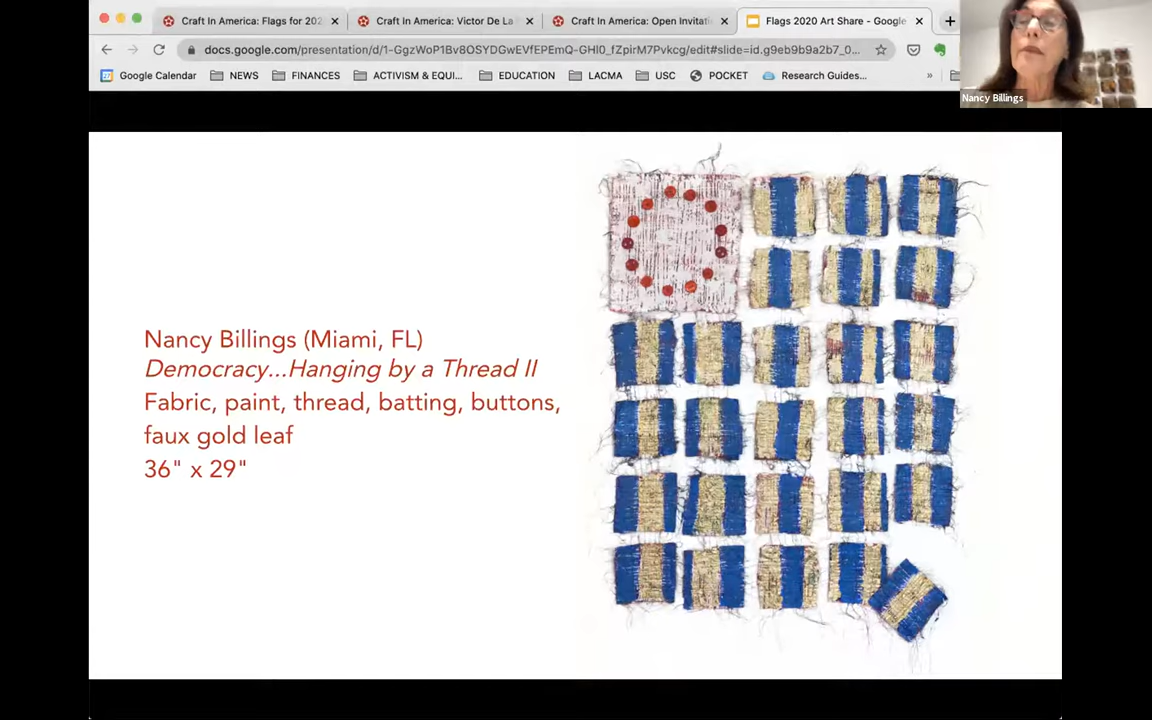 Craft In America: Flags for 202
Craft In America: Victor De La
Craft In America: Open Invitati
Flags 2020 Art Share - Google
docs.google.com/presentation/d/1-GgzWoP1Bv8OSYDGwEVfEPEmQ-GHl0_fZpirM7Pvkcg/edit#slide=id.g9eb9b9a2b7_0...
Google Calendar NEWS FINANCES ACTIVISM & EQUI... EDUCATION LACMA USC POCKET Research Guides... »
Nancy Billings
Nancy Billings (Miami, FL)
Democracy...Hanging by a Thread II
Fabric, paint, thread, batting, buttons,
faux gold leaf
36" x 29"